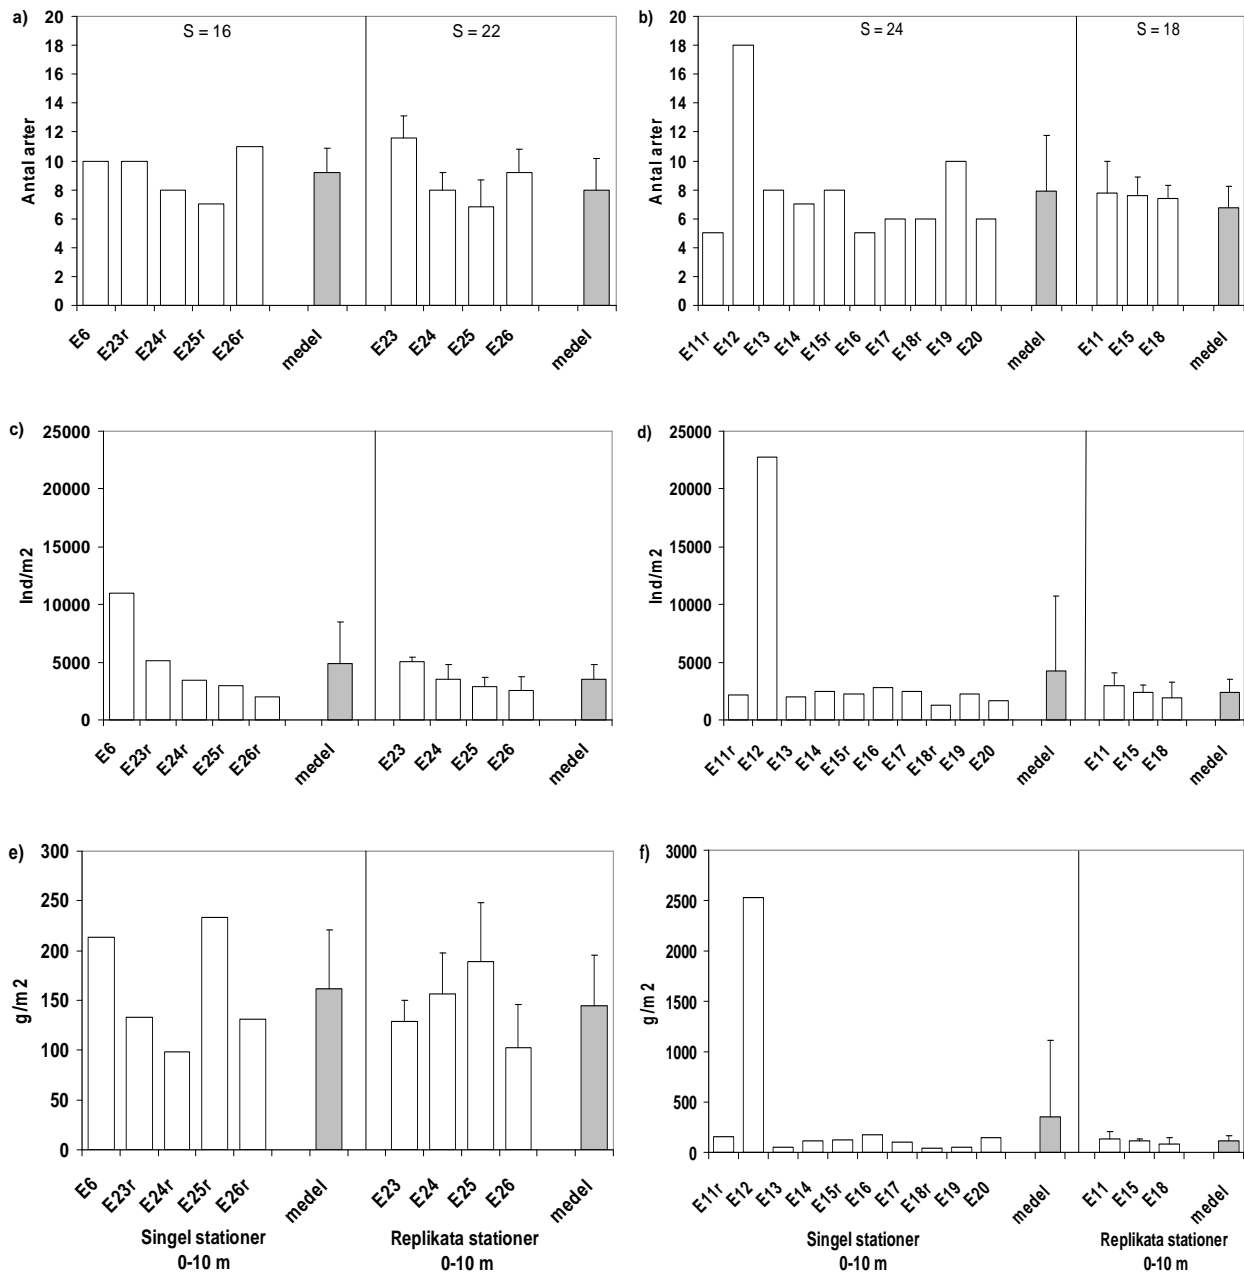 a)
S = 16
S = 22
Antal arter
20
18
16
14
12
10
8
6
4
2
0
E6
E23r
E24r
E25r
E26r
medel
E23
E24
E25
E26
medel
b)
S = 24
S = 18
Antal arter
20
18
16
14
12
10
8
6
4
2
0
E11r
E12
E13
E14
E15r
E16
E17
E18r
E19
E20
medel
E11
E15
E18
medel
c)
Ind/m2
25000
20000
15000
10000
5000
0
E6
E23r
E24r
E25r
E26r
medel
E23
E24
E25
E26
medel
d)
Ind/m2
25000
20000
15000
10000
5000
0
E11r
E12
E13
E14
E15r
E16
E17
E18r
E19
E20
medel
E11
E15
E18
medel
e)
g/m2
300
250
200
150
100
50
0
E6
E23r
E24r
E25r
E26r
medel
E23
E24
E25
E26
medel
Singel stationer
0-10 m
Replikata stationer
0-10 m
f)
g/m2
3000
2500
2000
1500
1000
500
0
E11r
E12
E13
E14
E15r
E16
E17
E18r
E19
E20
medel
E11
E15
E18
medel
Singel stationer
0-10 m
Replikata stationer
0-10 m